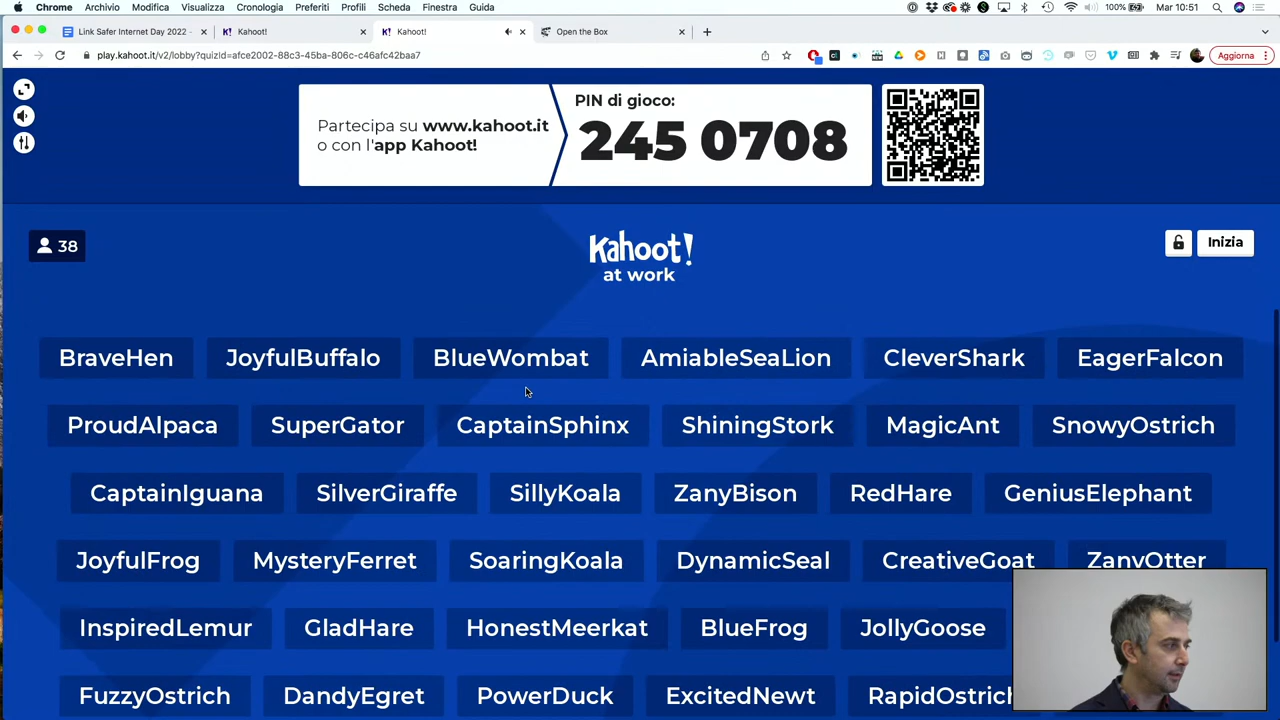 Chrome Archivio Modifica Visualizza Cronologia Preferiti Profili Scheda Finestra Guida 100% Mar 10:51
Link Safer Internet Day 2022 - Kahoot! Kahoot! Open the Box
play.kahoot.it/v2/lobby?quizid=afce2002-88c3-45ba-806c-c46afc42baa7 Aggiorna
Partecipa su www.kahoot.it
o con l'app Kahoot!
PIN di gioco:
245 0708
38
Kahoot!
at work
Inizia
BraveHen JoyfulBuffalo BlueWombat AmiableSeaLion CleverShark EagerFalcon
ProudAlpaca SuperGator CaptainSphinx ShiningStork MagicAnt SnowyOstrich
CaptainIguana SilverGiraffe SillyKoala ZanyBison RedHare GeniusElephant
JoyfulFrog MysteryFerret SoaringKoala DynamicSeal CreativeGoat ZanyOtter
InspiredLemur GladHare HonestMeerkat BlueFrog JollyGoose
FuzzyOstrich DandyEgret PowerDuck ExcitedNewt RapidOstrich